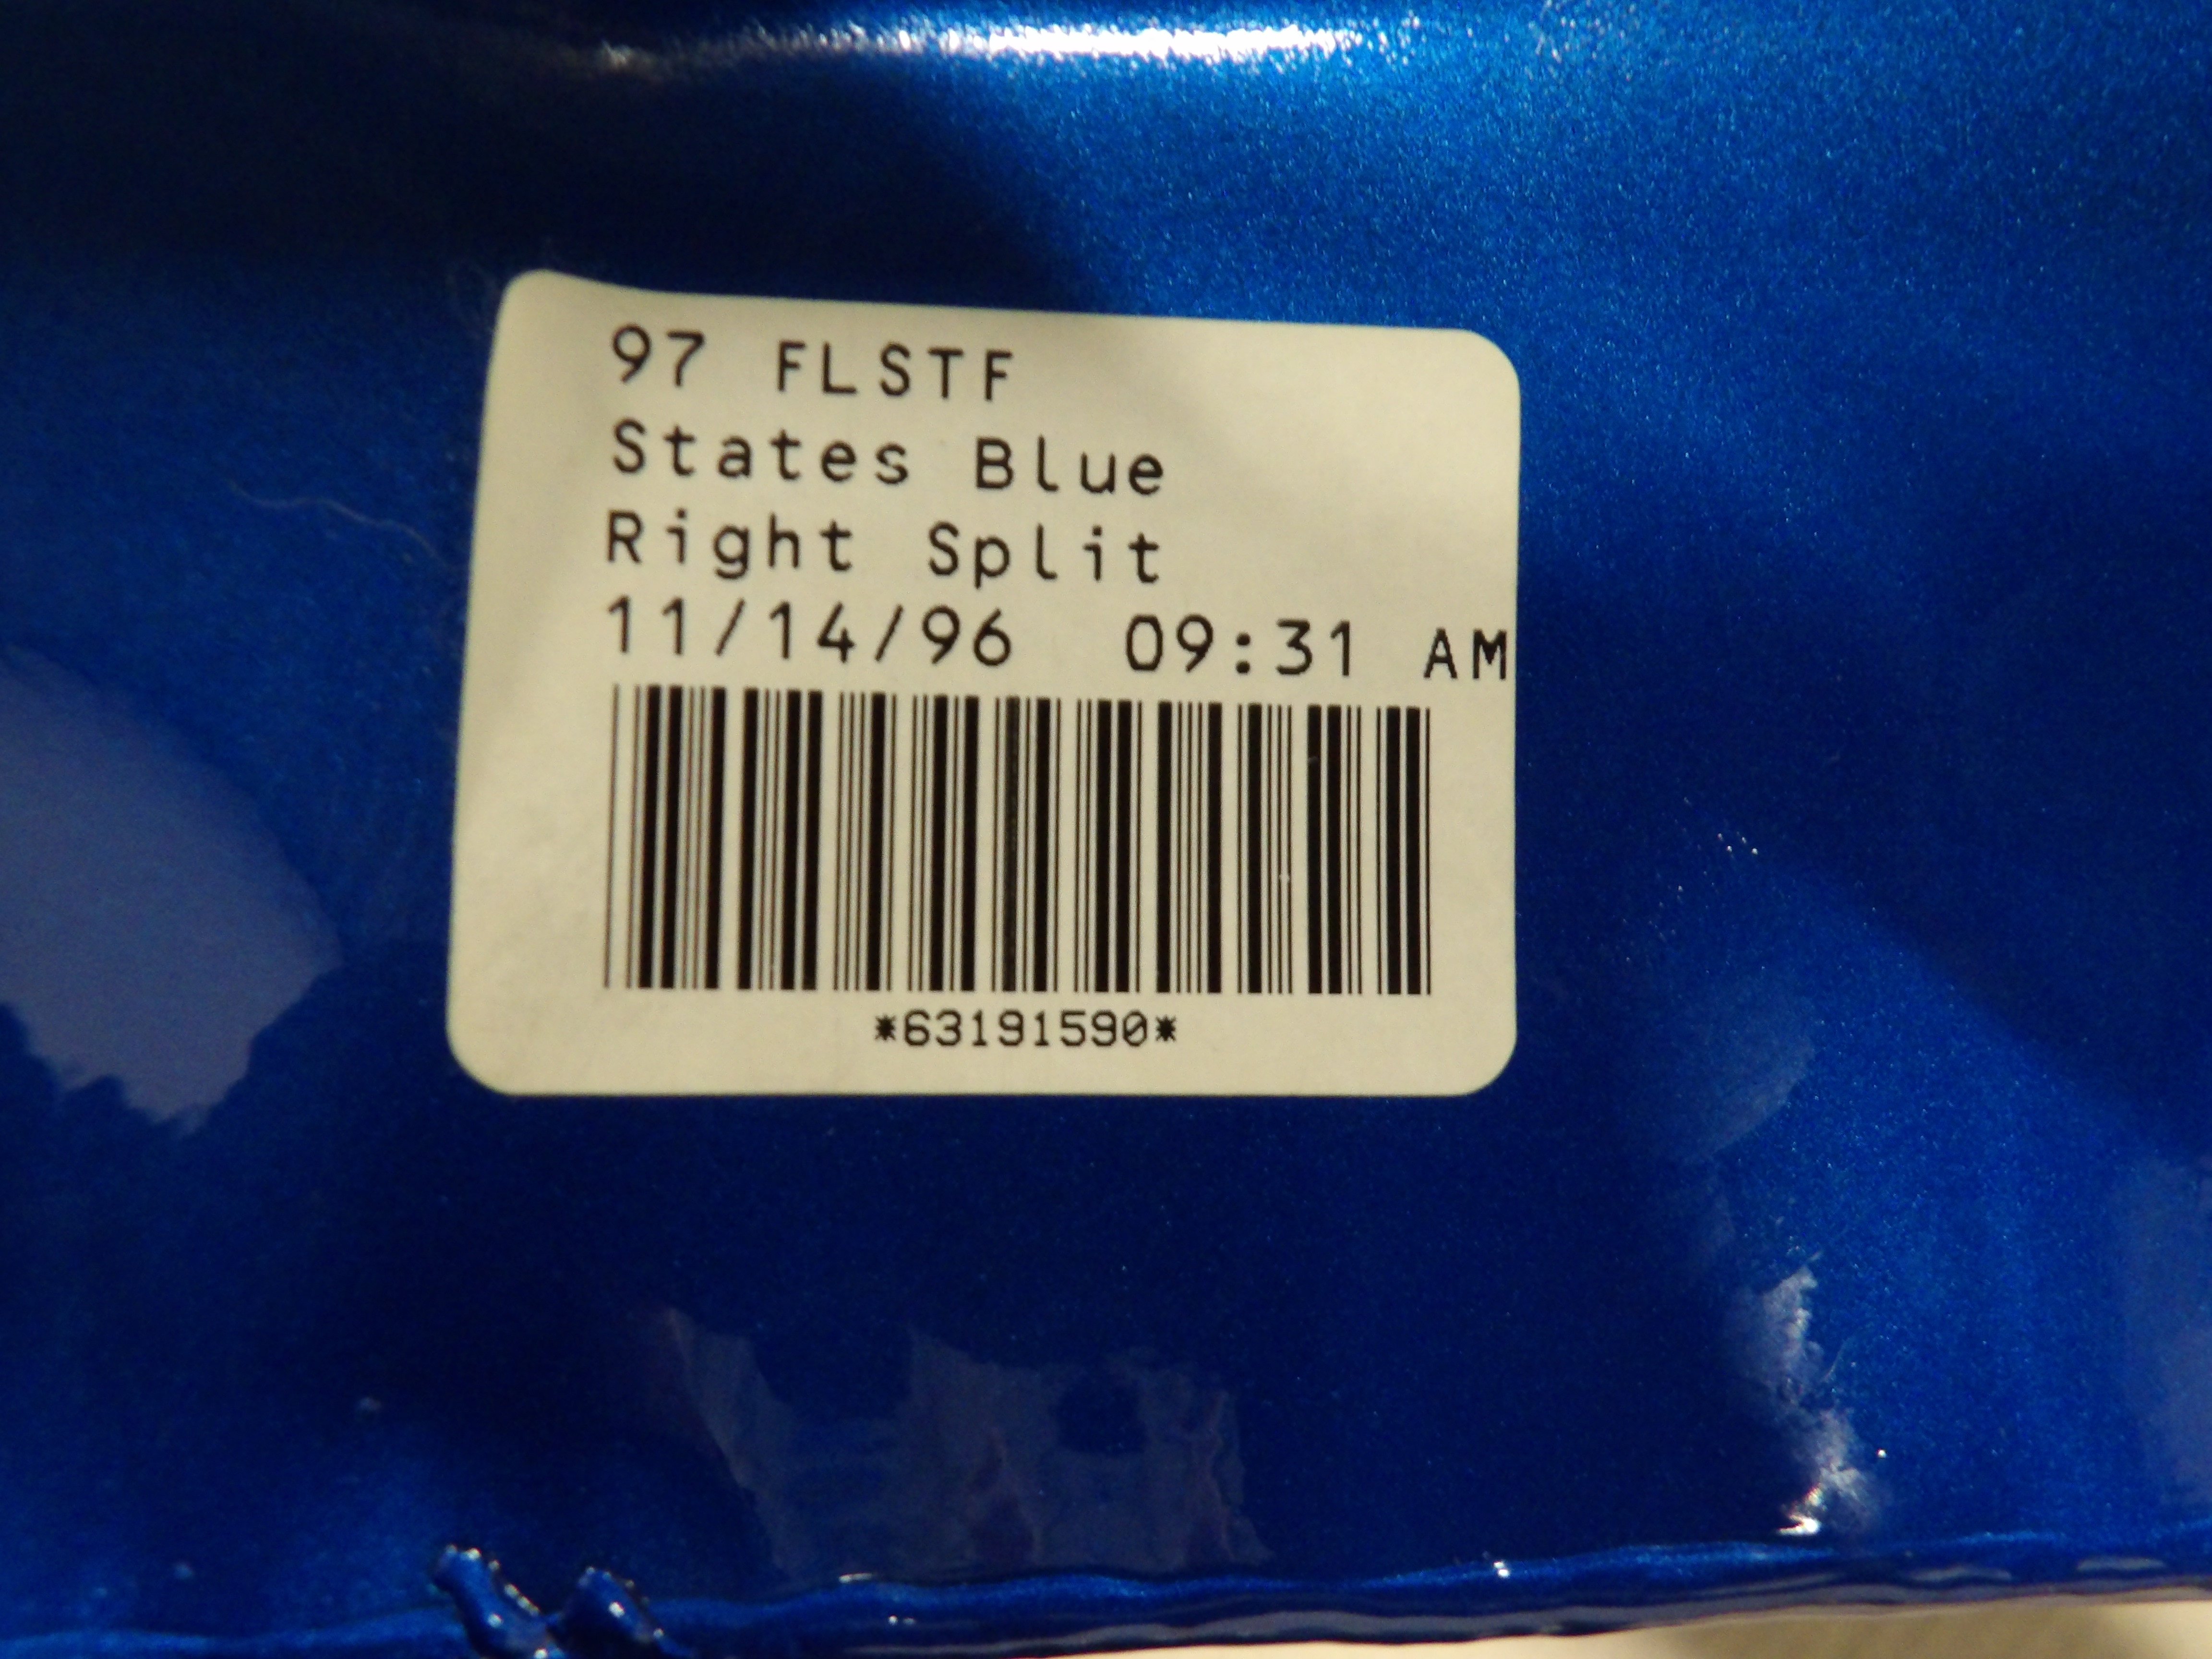 97 FLSTF
States Blue
Right Split
11/14/96 09:31 AM
*63191590*